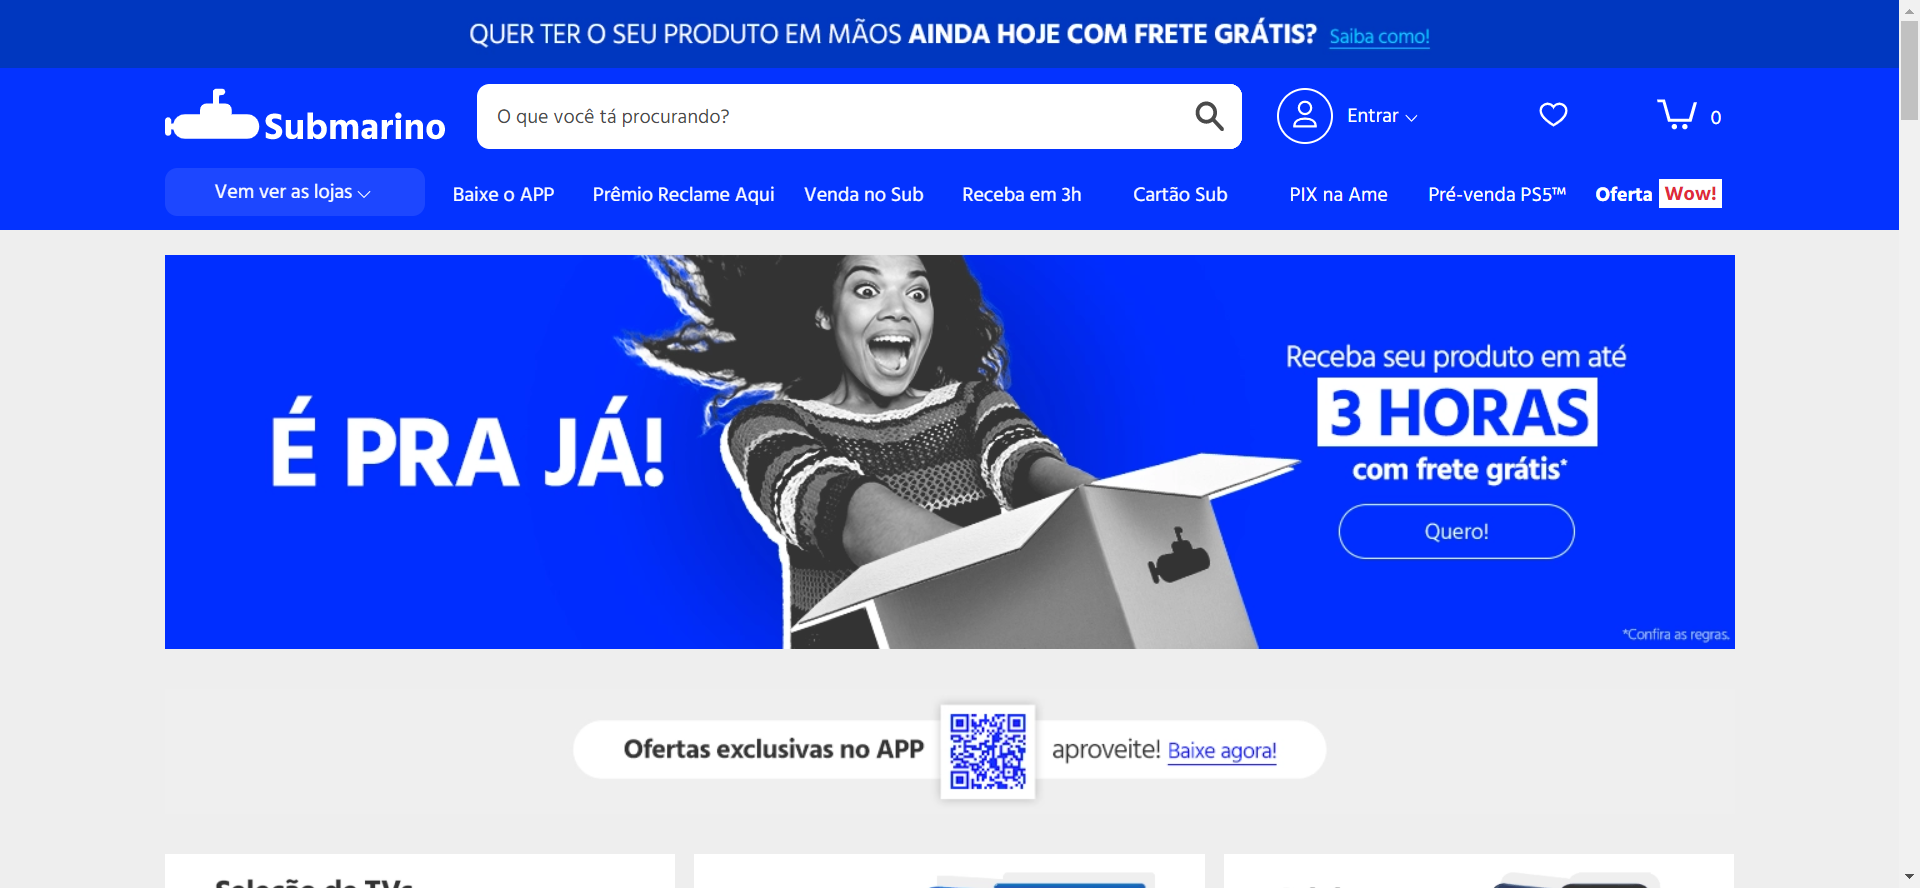 QUER TER O SEU PRODUTO EM MÃOS AINDA HOJE COM FRETE GRÁTIS? Saiba como!
Submarino
O que você tá procurando?
Entrar
0
Vem ver as lojas
Baixe o APP
Prêmio Reclame Aqui
Venda no Sub
Receba em 3h
Cartão Sub
PIX na Ame
Pré-venda PS5™
Oferta Wow!
É PRA JÁ!
Receba seu produto em até
3 HORAS
com frete grátis*
Quero!
*Confira as regras.
Ofertas exclusivas no APP
aproveite! Baixe agora!
Seleção de TVs